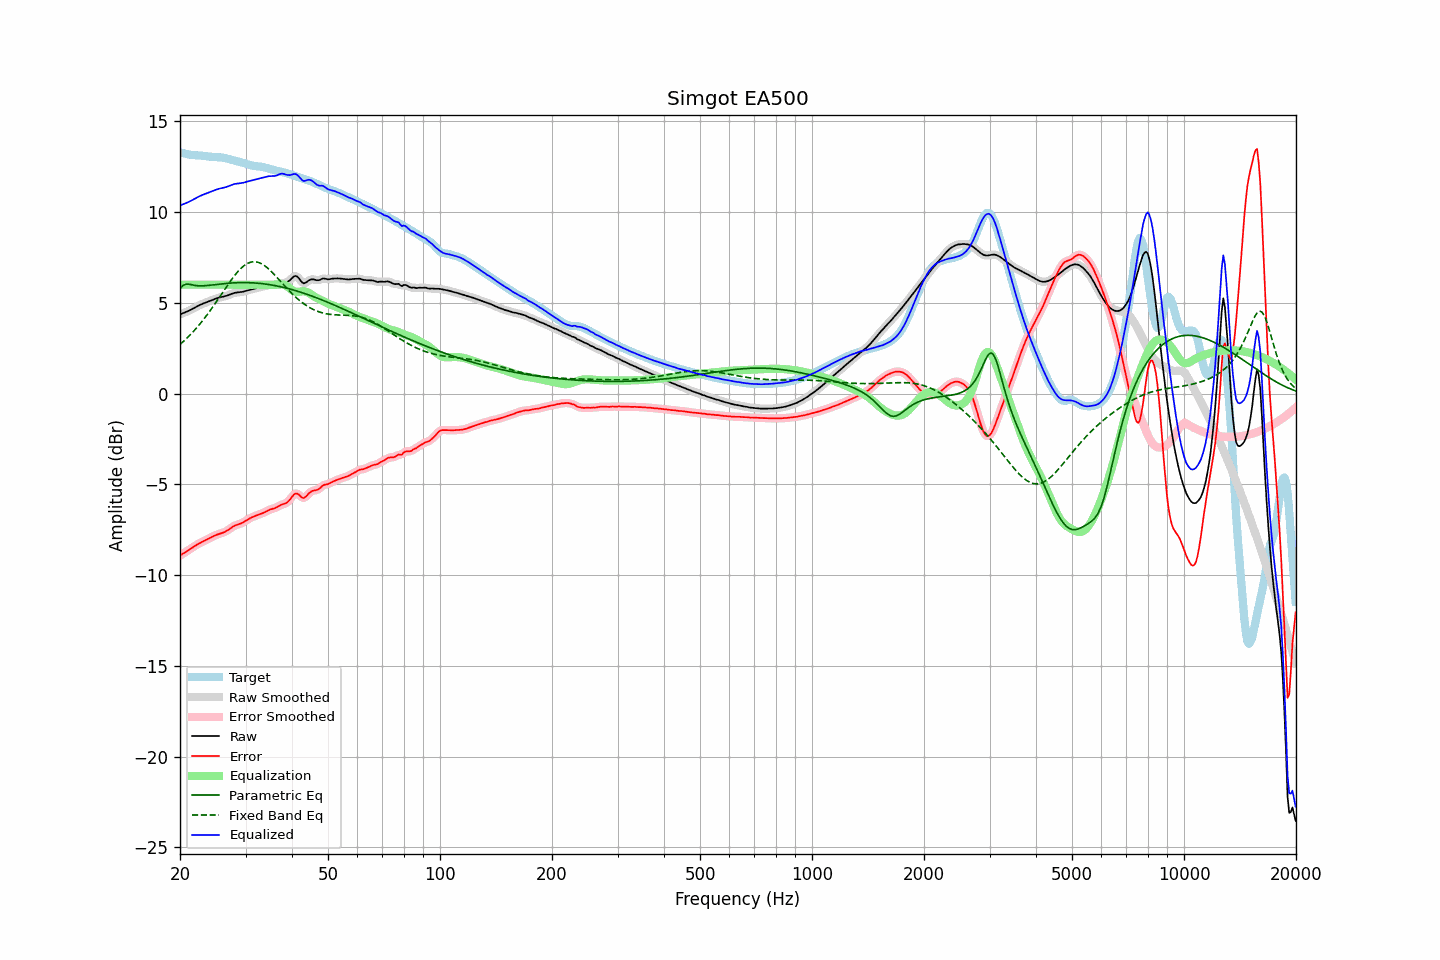 Simgot EA500
15
10
5
0
−5
−10
−15
−20
−25
Amplitude (dBr)
Target
Raw Smoothed
Error Smoothed
Raw
Error
Equalization
Parametric Eq
Fixed Band Eq
Equalized
20 50 100 200 500 1000 2000 5000 10000 20000
Frequency (Hz)